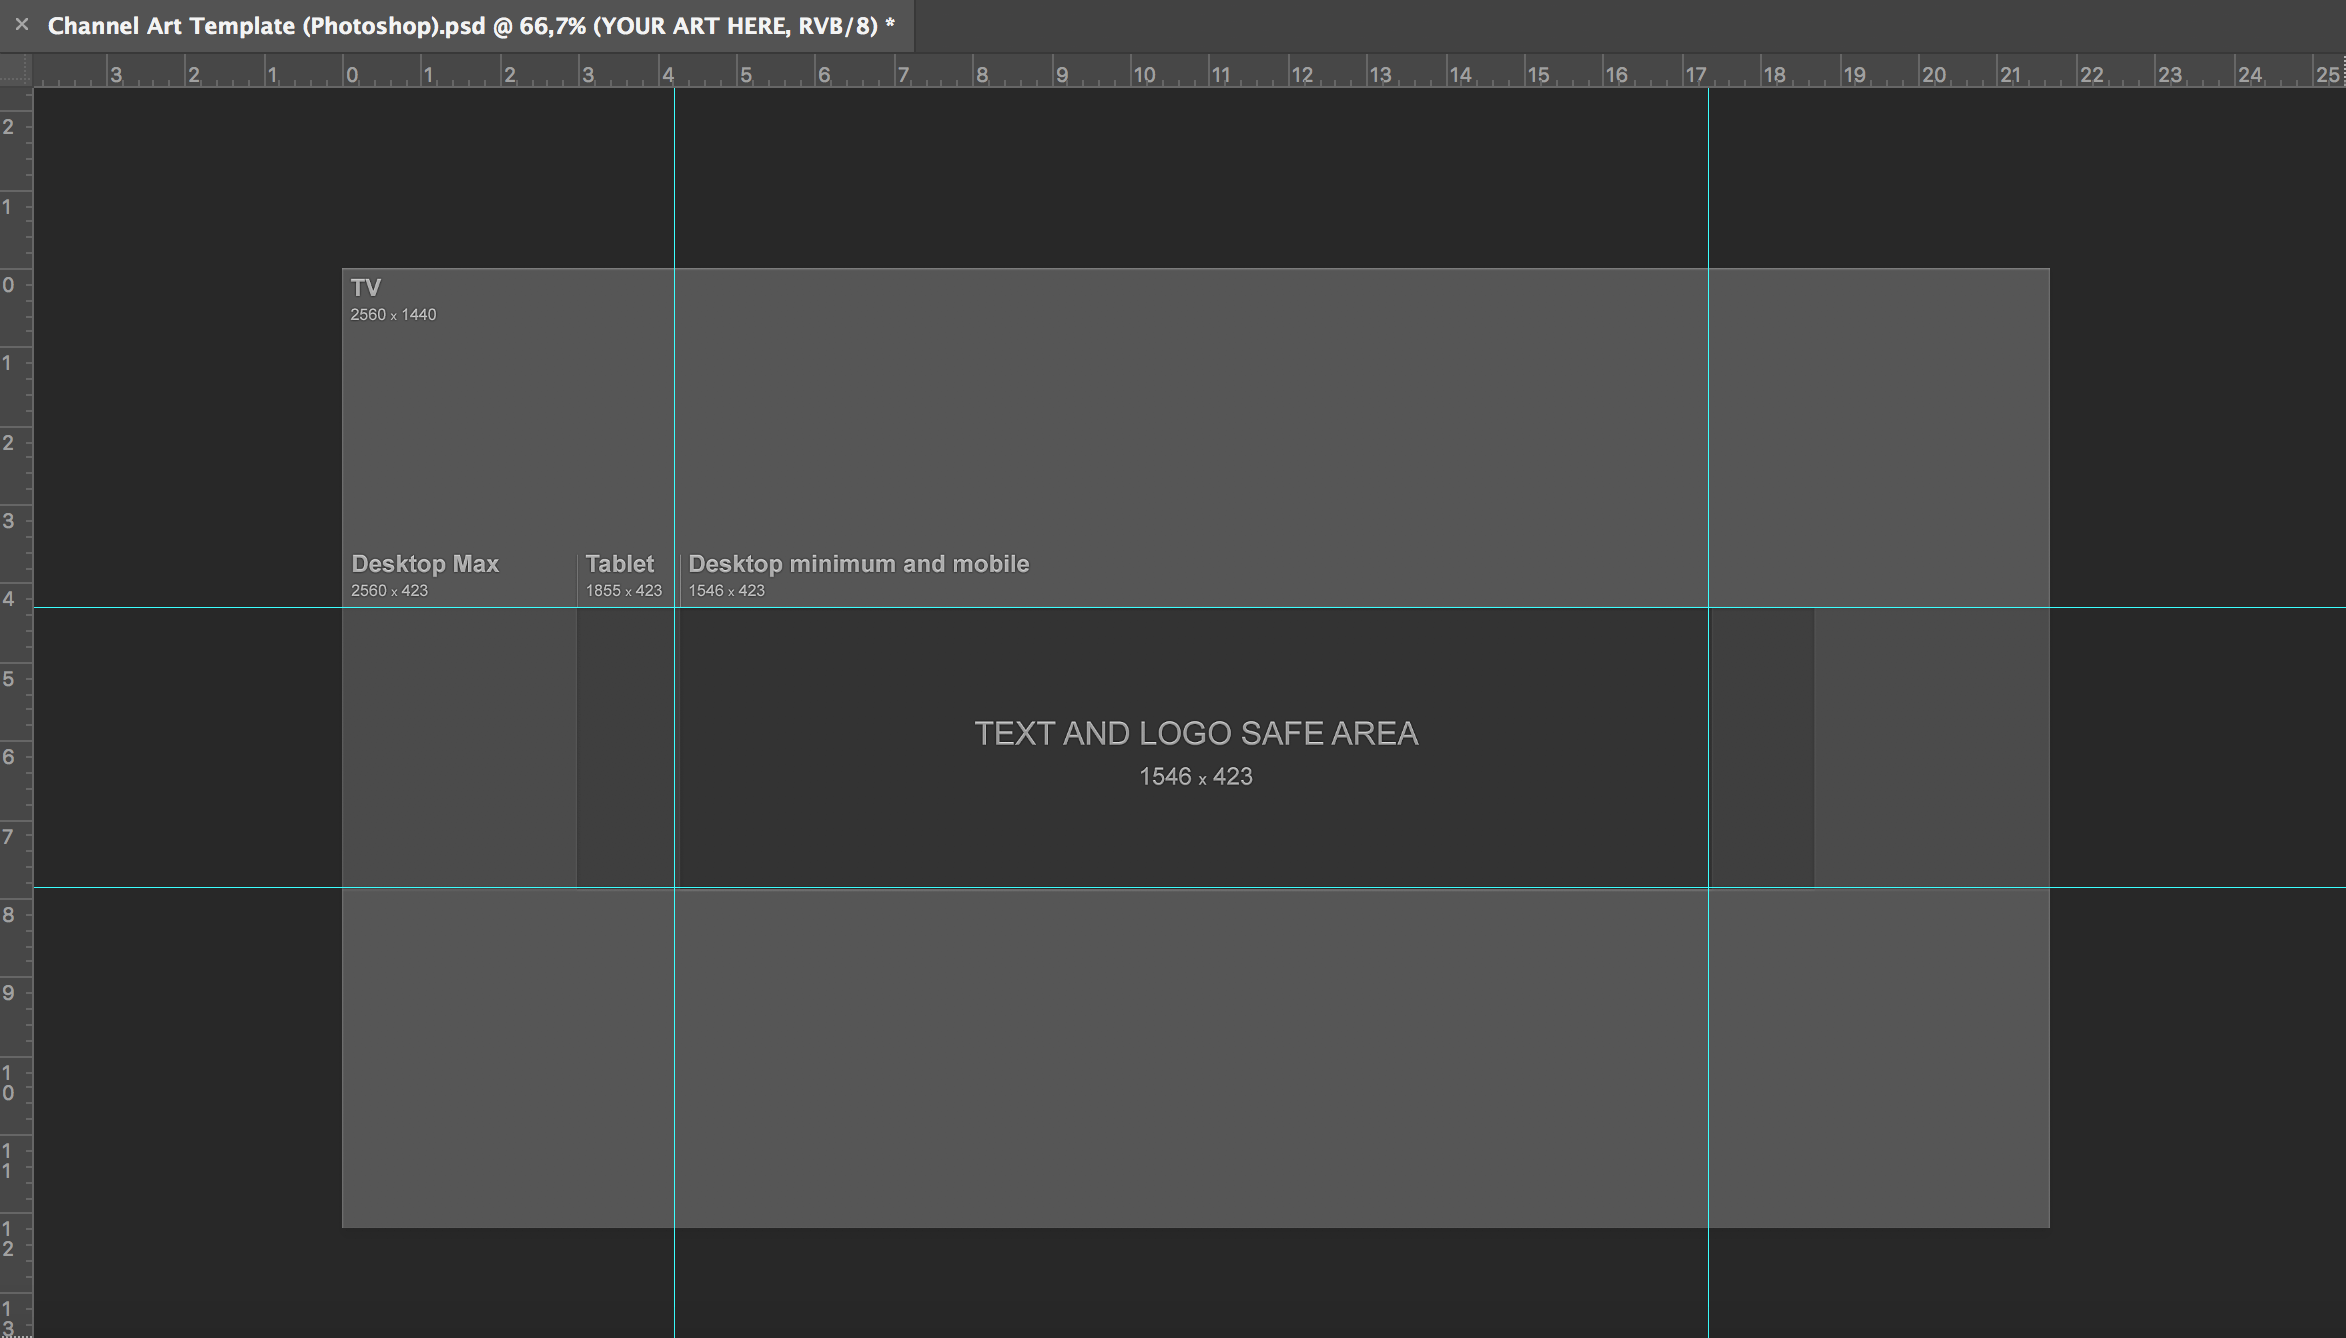 × Channel Art Template (Photoshop).psd @ 66,7% (YOUR ART HERE, RVB/8) *
3 2 1 0 1 2 3 4 5 6 7 8 9 10 11 12 13 14 15 16 17 18 19 20 21 22 23 24 25
2
1
0
TV
2560 x 1440
1
2
3
Desktop Max Tablet Desktop minimum and mobile
2560 x 423 1855 x 423 1546 x 423
4
5
TEXT AND LOGO SAFE AREA
6
1546 x 423
7
8
9
10
11
12
13